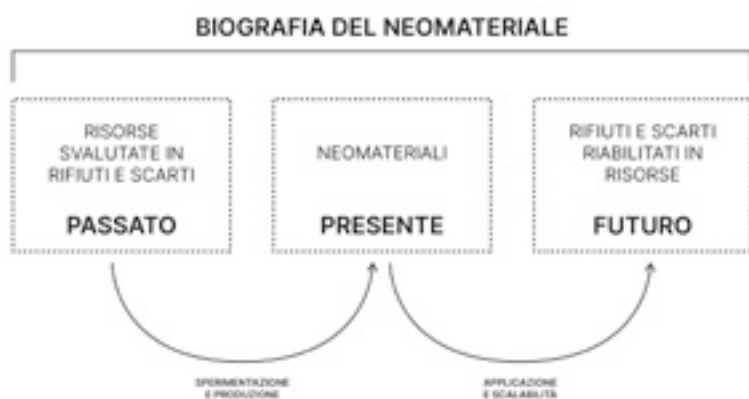 BIOGRAFIA DEL NEOMATERIALE
RISORSE
SVALUTATE IN
RIFIUTI E SCARTI
PASSATO
NEOMATERIALI
PRESENTE
RIFIUTI E SCARTI
RIABILITATI IN
RISORSE
FUTURO
SPERIMENTAZIONE
E PRODUZIONE
APPLICAZIONE
E SCALABILITÀ